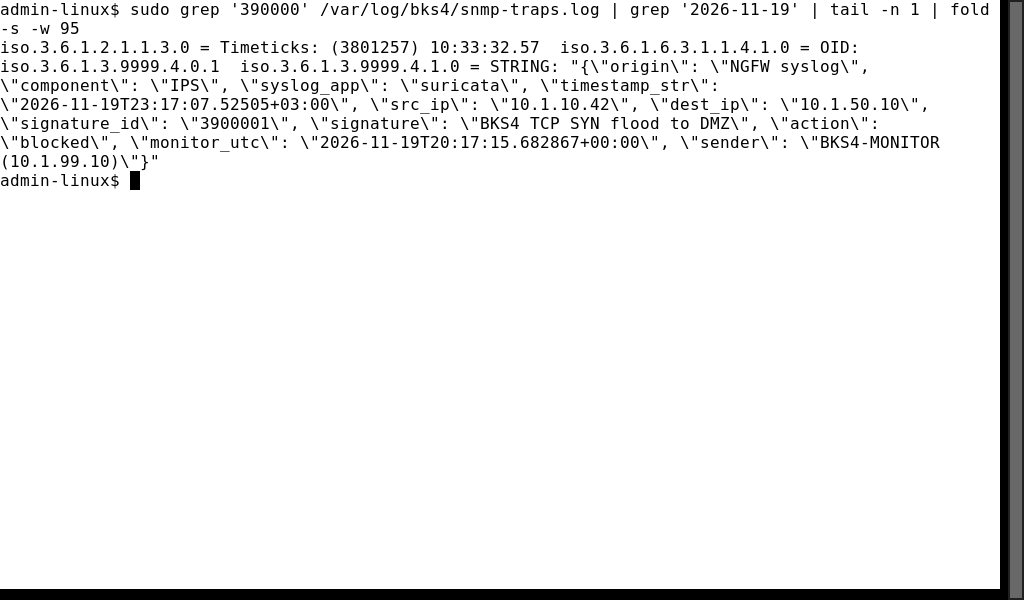 admin-linux$ sudo grep '390000' /var/log/bks4/snmp-traps.log | grep '2026-11-19' | tail -n 1 | fold
-s -w 95
iso.3.6.1.2.1.1.3.0 = Timeticks: (3801257) 10:33:32.57  iso.3.6.1.6.3.1.1.4.1.0 = OID:
iso.3.6.1.3.9999.4.0.1  iso.3.6.1.3.9999.4.1.0 = STRING: "{\"origin\": \"NGFW syslog\",
\"component\": \"IPS\", \"syslog_app\": \"suricata\", \"timestamp_str\":
\"2026-11-19T23:17:07.52505+03:00\", \"src_ip\": \"10.1.10.42\", \"dest_ip\": \"10.1.50.10\",
\"signature_id\": \"3900001\", \"signature\": \"BKS4 TCP SYN flood to DMZ\", \"action\":
\"blocked\", \"monitor_utc\": \"2026-11-19T20:17:15.682867+00:00\", \"sender\": \"BKS4-MONITOR
(10.1.99.10)\"}"
admin-linux$